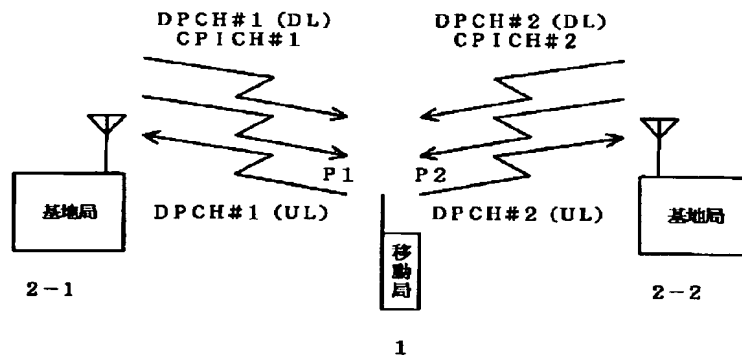 DPCH#1 (DL)
CPICH#1
DPCH#2 (DL)
CPICH#2
P1
P2
基地局
DPCH#1 (UL)
DPCH#2 (UL)
基地局
移動局
2-1
2-2
1